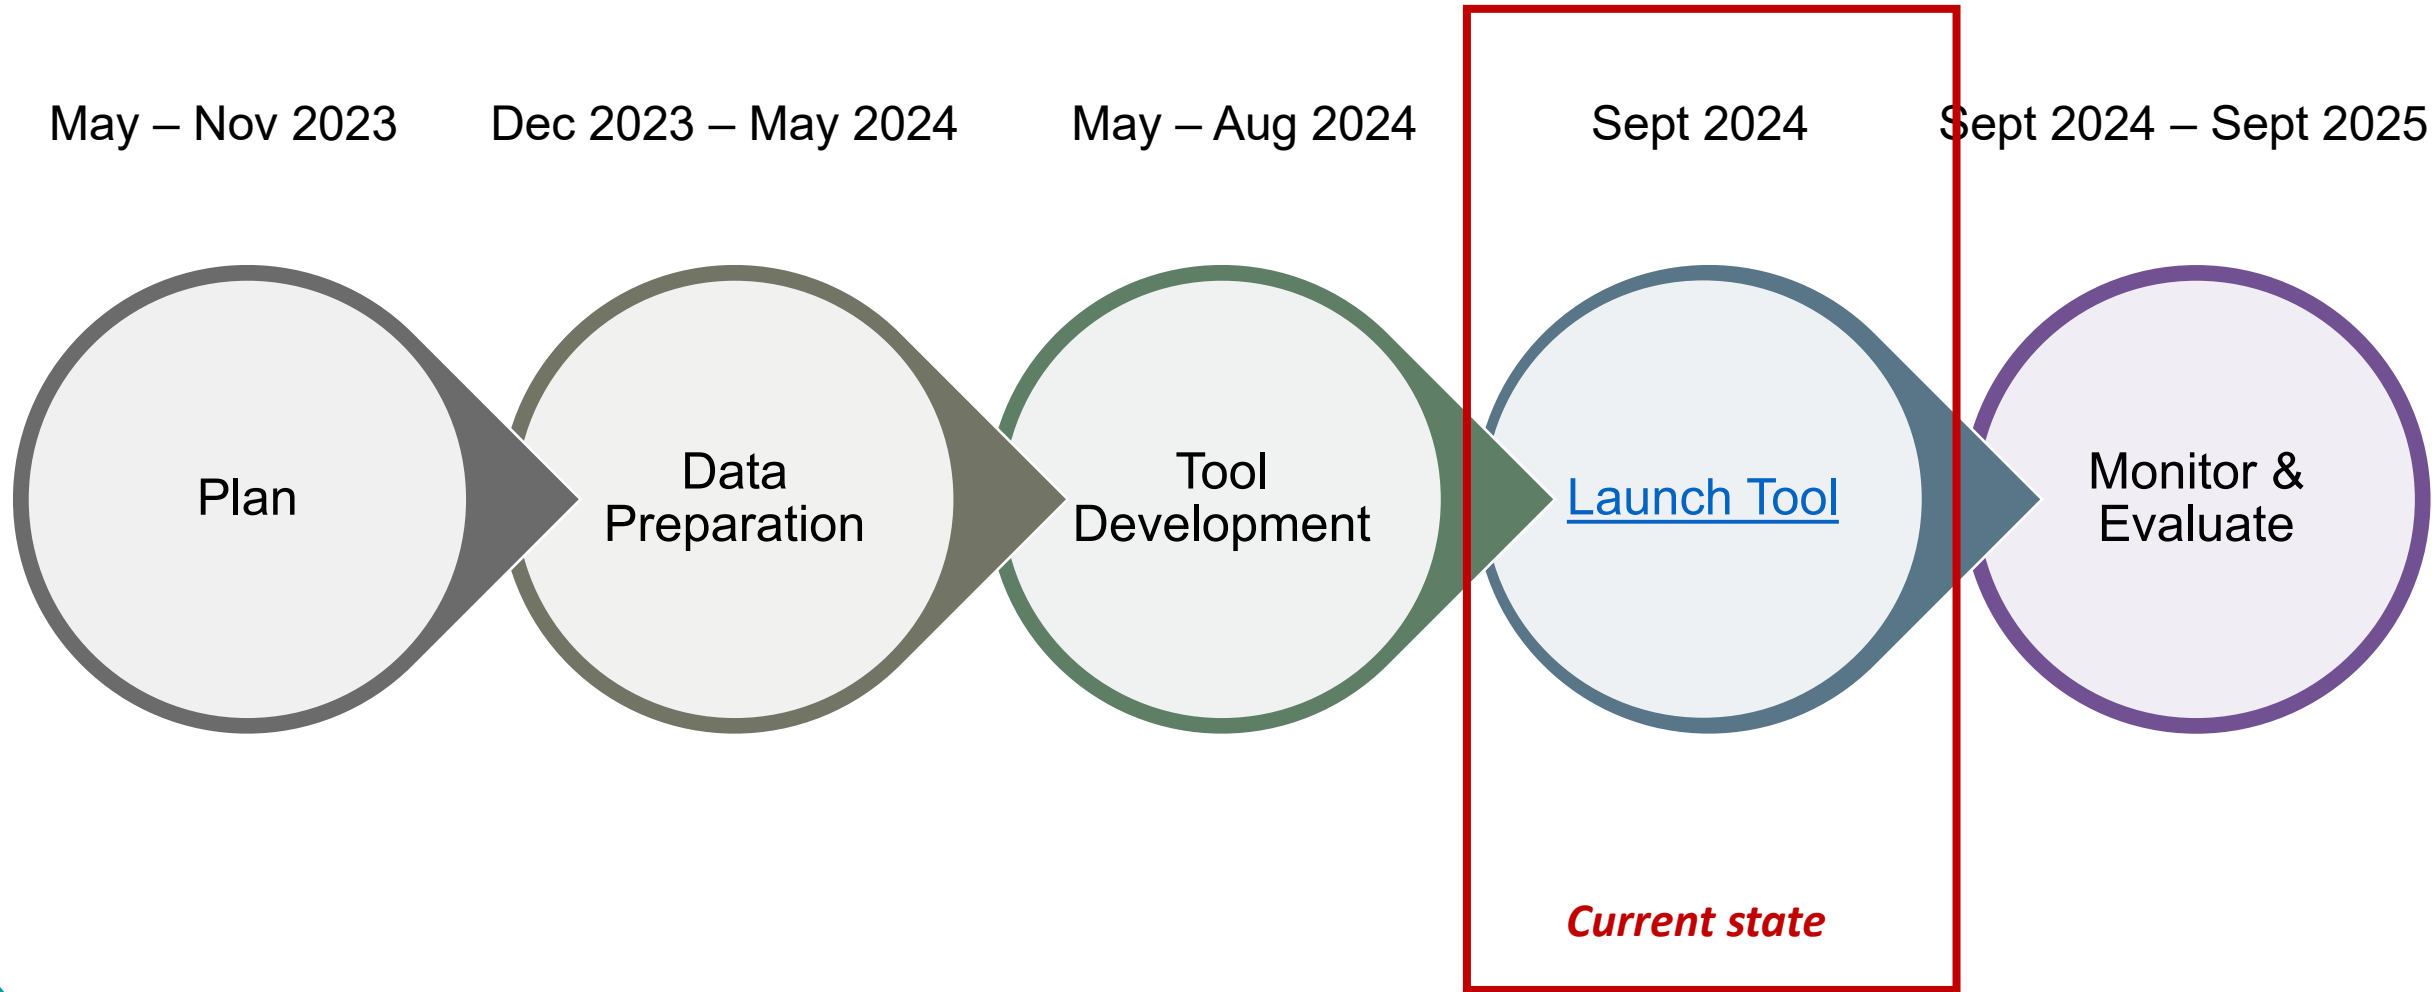 May – Nov 2023
Dec 2023 – May 2024
May – Aug 2024
Sept 2024
Sept 2024 – Sept 2025
Plan
Data
Preparation
Tool
Development
Launch Tool
Monitor &
Evaluate
Current state